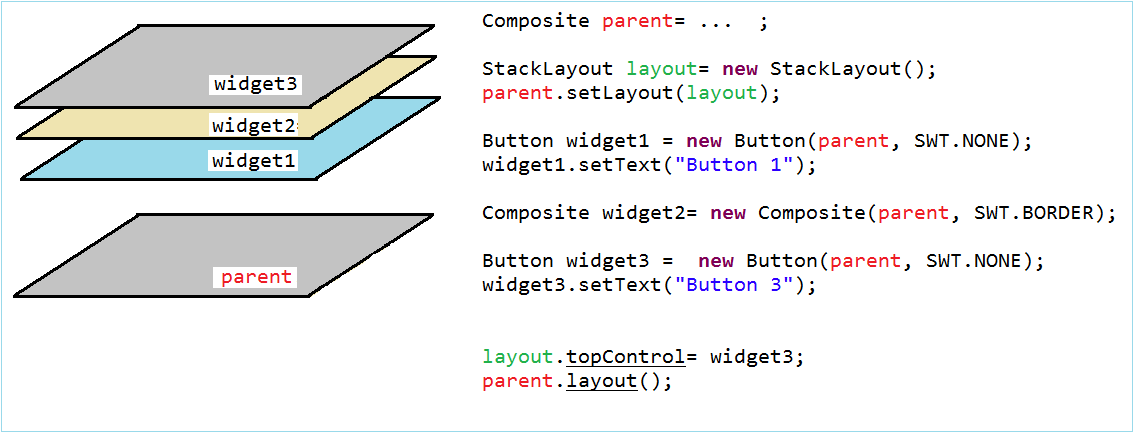 widget3
widget2
widget1
parent
Composite parent= ... ;
StackLayout layout= new StackLayout();
parent.setLayout(layout);
Button widget1 = new Button(parent, SWT.NONE);
widget1.setText("Button 1");
Composite widget2= new Composite(parent, SWT.BORDER);
Button widget3 =  new Button(parent, SWT.NONE);
widget3.setText("Button 3");
layout.topControl= widget3;
parent.layout();